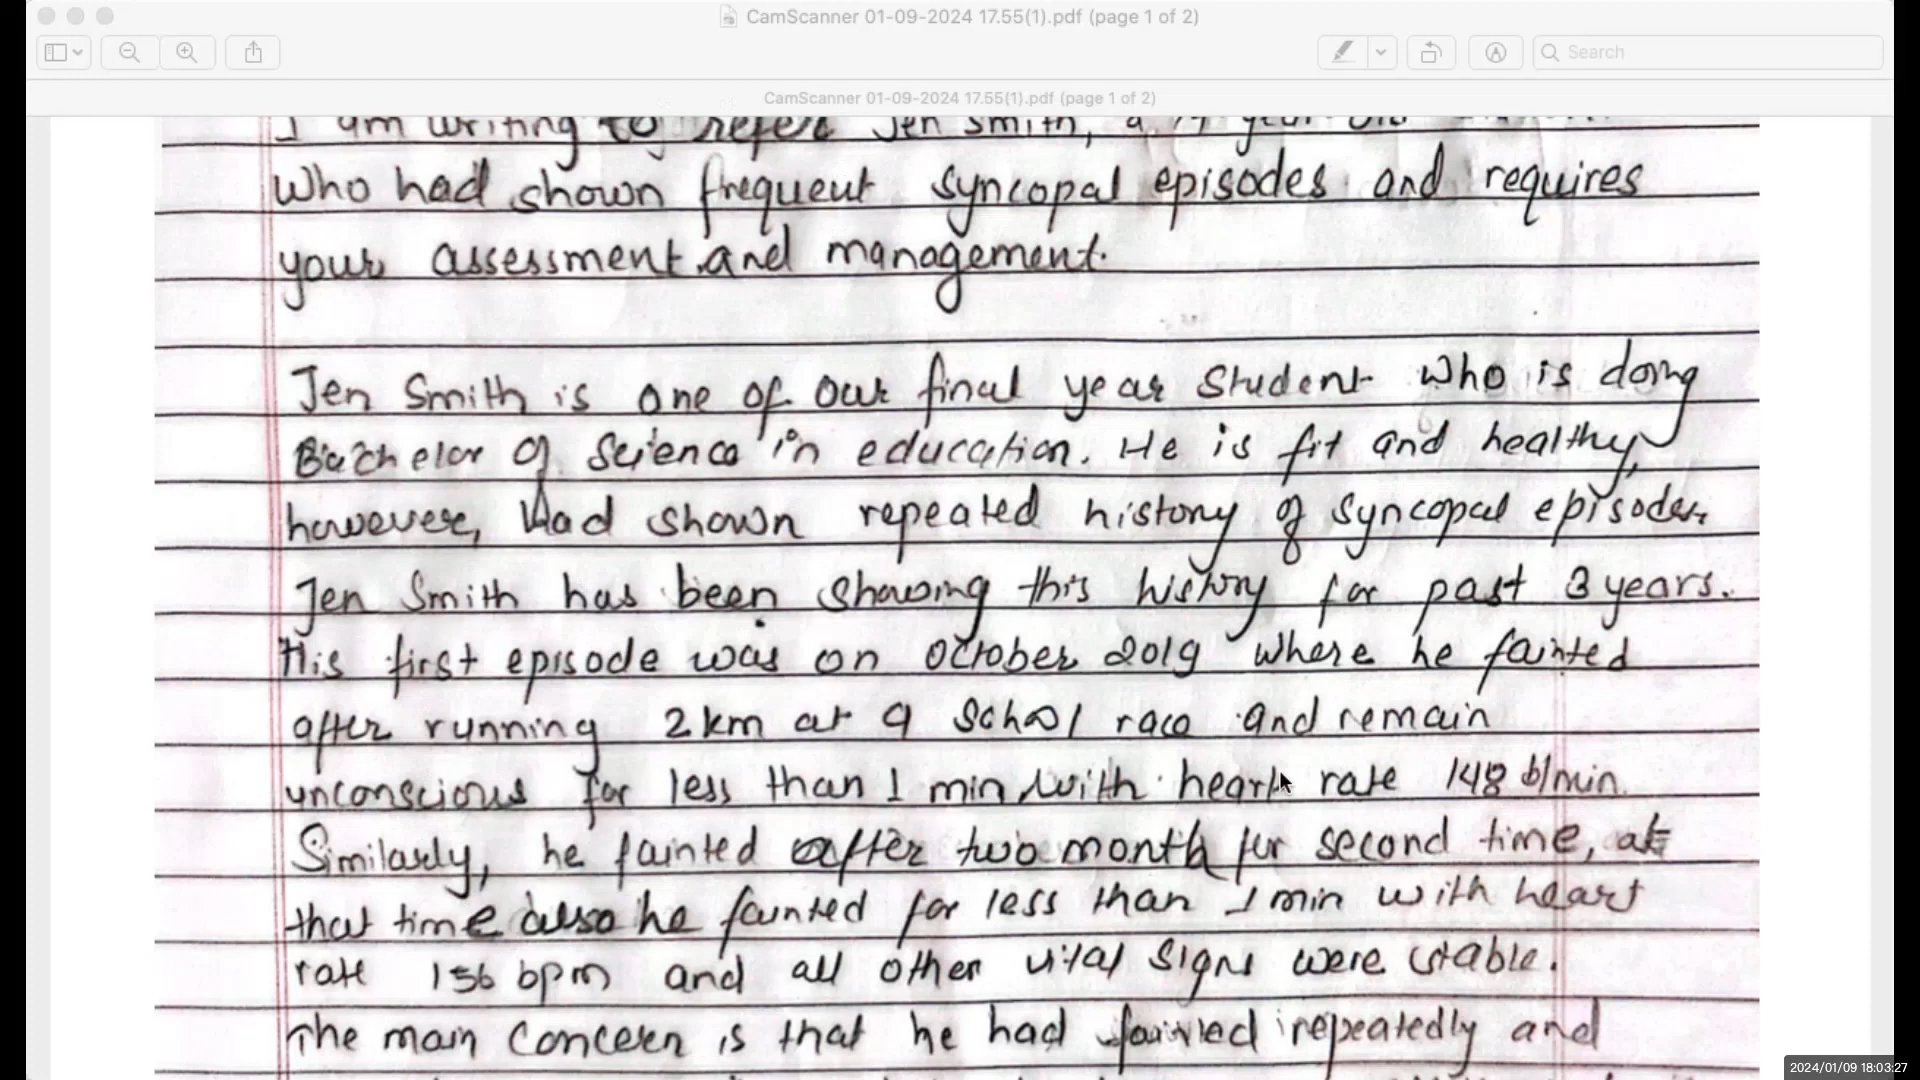 CamScanner 01-09-2024 17.55(1).pdf (page 1 of 2)
Search
CamScanner 01-09-2024 17.55(1).pdf (page 1 of 2)
I am writing to refer Jen Smith, a year old
Who had shown frequent syncopal episodes and requires
your assessment and management.
Jen Smith is one of our final year Student who is doing
Bachelor of Science in education. He is fit and healthy,
however, had shown repeated history of syncopal episodes.
Jen Smith has been showing this history for past 3 years.
His first episode was on October 2019 where he fainted
after running 2km at a School race and remain
unconscious for less than 1 min with heart rate 148 b/min.
Similarly, he fainted after two month for second time, at
that time also he fainted for less than 1 min with heart
rate 156 bpm and all other vital signs were stable.
The main concern is that he had fainted repeatedly and
2024/01/09 18:03:27